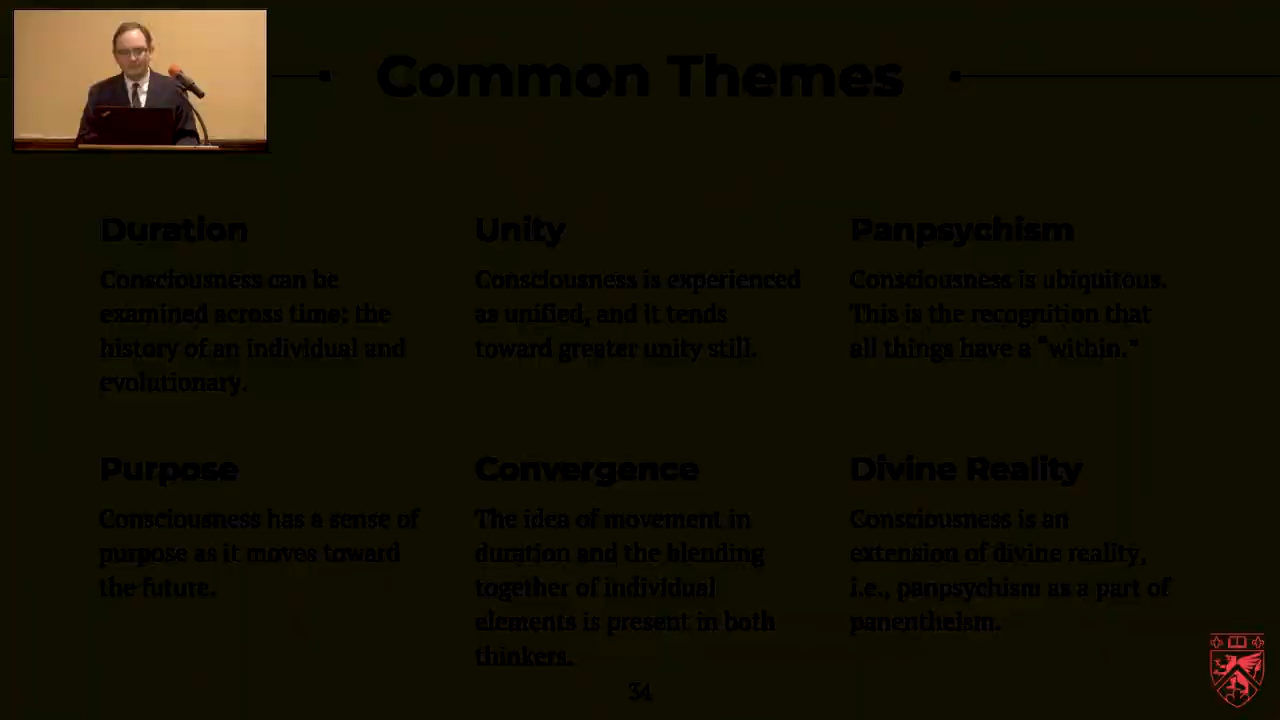 Common Themes
Duration
Consciousness can be
examined across time; the
history of an individual and
evolutionary.
Unity
Consciousness is experienced
as unified, and it tends
toward greater unity still.
Panpsychism
Consciousness is ubiquitous.
This is the recognition that
all things have a "within."
Purpose
Consciousness has a sense of
purpose as it moves toward
the future.
Convergence
The idea of movement in
duration and the blending
together of individual
elements is present in both
thinkers.
Divine Reality
Consciousness is an
extension of divine reality,
i.e., panpsychism as a part of
panentheism.
34